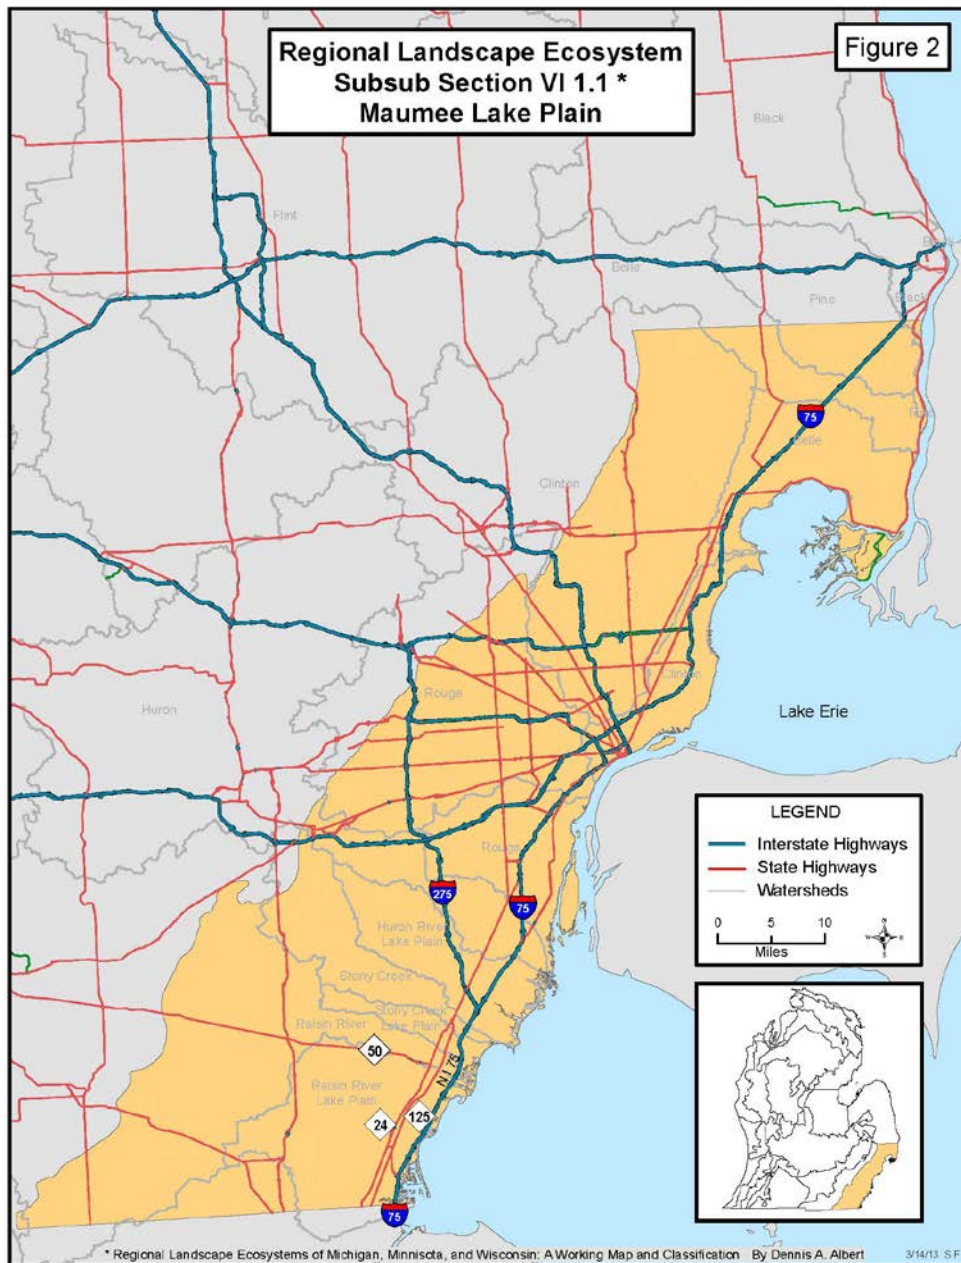 Regional Landscape Ecosystem
Subsub Section VI 1.1 *
Maumee Lake Plain
Figure 2
Black
Flint
Belle
Pine
Black
75
Pine
Belle
Clinton
Clinton
Rouge
Huron
Lake Erie
LEGEND
Interstate Highways
State Highways
Watersheds
0 5 10
Miles
Rouge
275
75
Huron River
Lake Plain
Stony Creek
Stony Creek
Lake Plain
Raisin River
50
N I 75
Raisin River
Lake Plain
24
125
75
* Regional Landscape Ecosystems of Michigan, Minnisota, and Wisconsin: A Working Map and Classification By Dennis A. Albert
3/14/13 S F